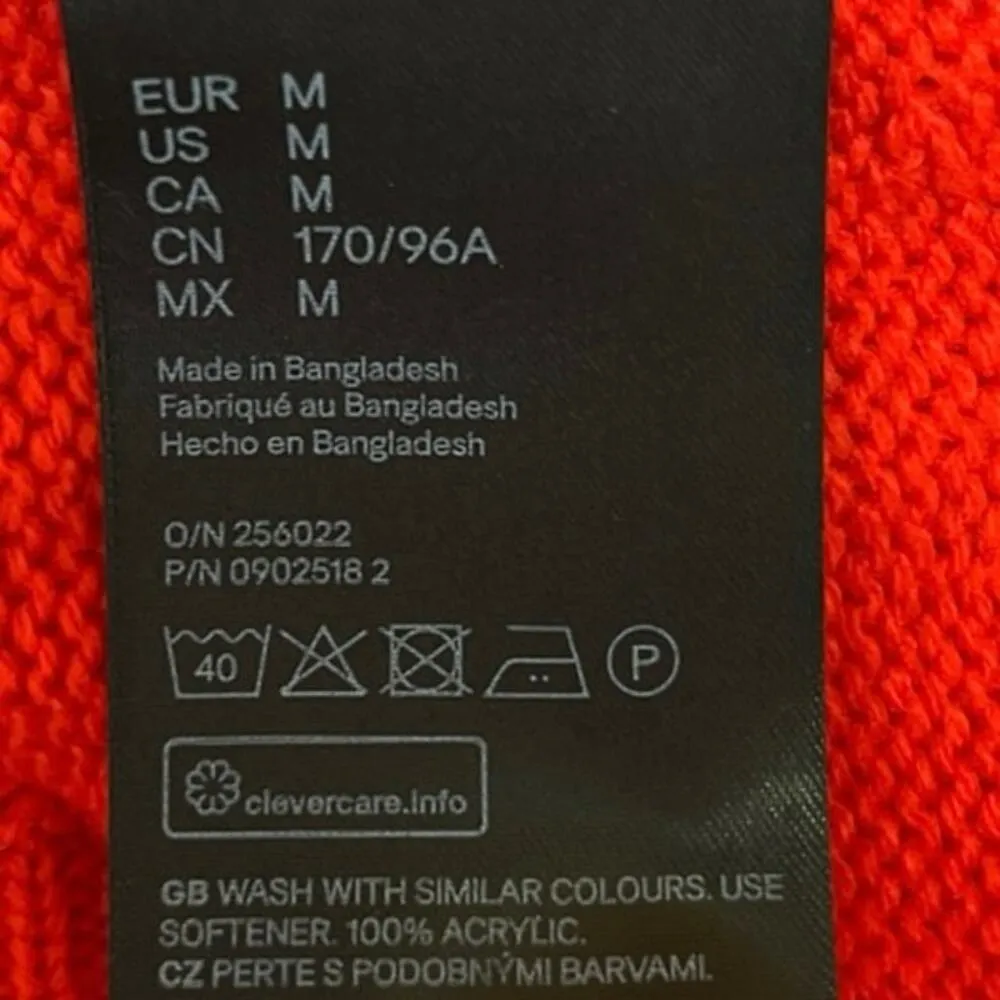 EUR M
US M
CA M
CN 170/96A
MX M
Made in Bangladesh
Fabriqué au Bangladesh
Hecho en Bangladesh
O/N 256022
P/N 0902518 2
40 P
clevercare.info
GB WASH WITH SIMILAR COLOURS. USE
SOFTENER. 100% ACRYLIC.
CZ PERTE S PODOBNÝMI BARVAMI.